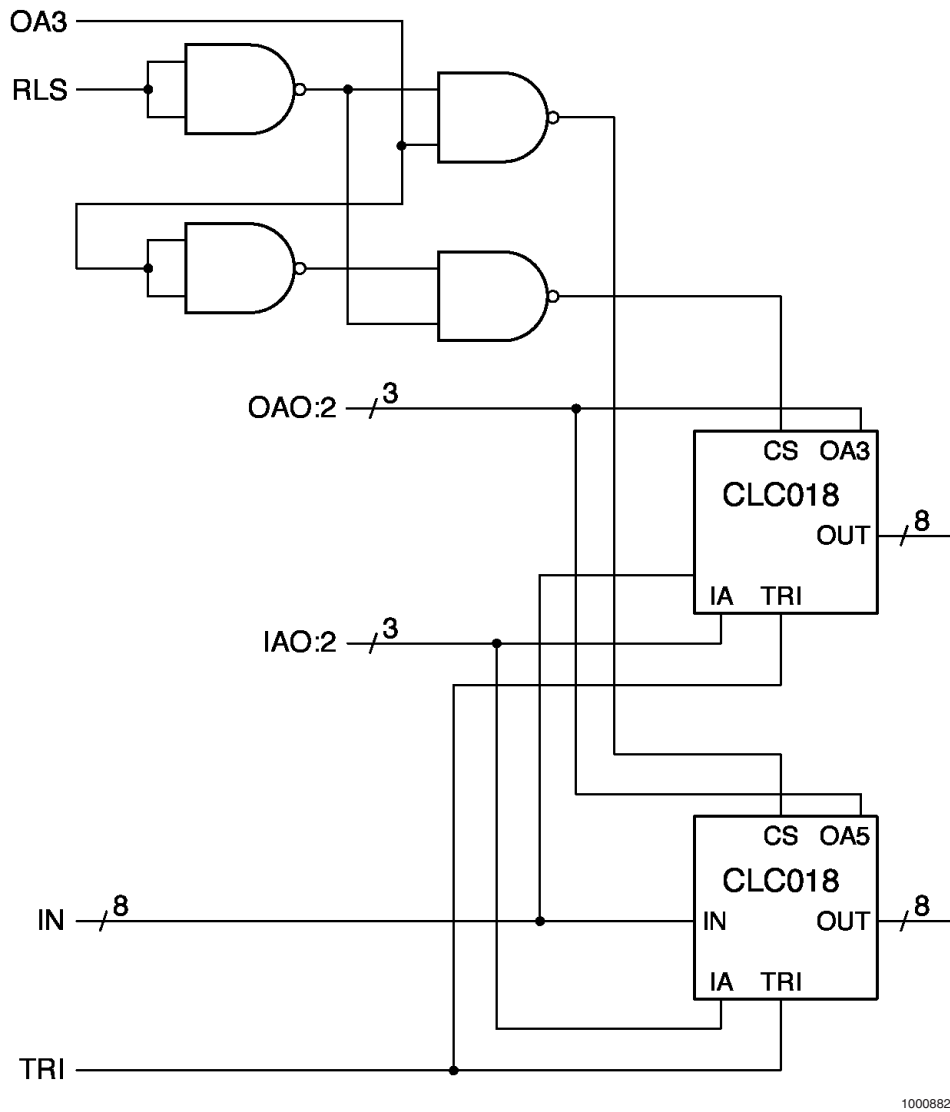 OA3
RLS
OAO:2
3
CS OA3
CLC018
OUT
8
IA TRI
IAO:2
3
CS OA5
CLC018
IN
8
IN OUT
8
IA TRI
TRI
1000882